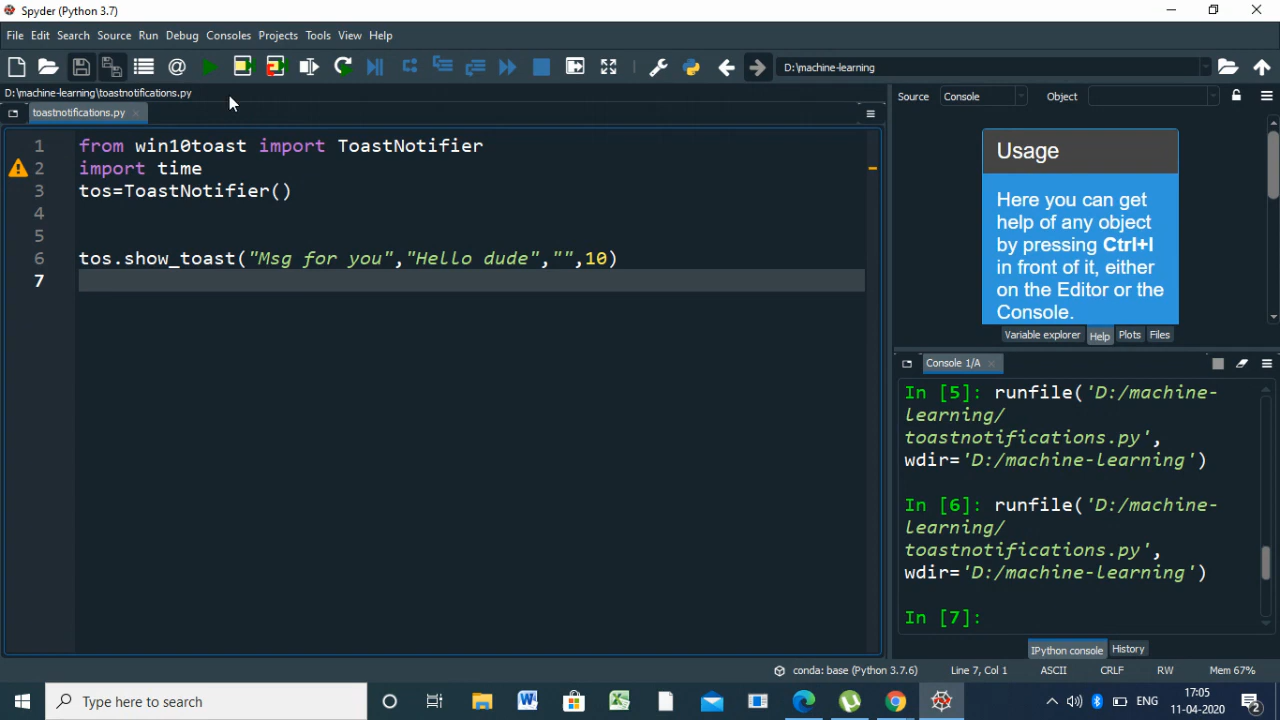 Spyder (Python 3.7)
File Edit Search Source Run Debug Consoles Projects Tools View Help
D:\machine-learning
D:\machine-learning\toastnotifications.py
toastnotifications.py
1 from win10toast import ToastNotifier
2 import time
3 tos=ToastNotifier()
4
5
6 tos.show_toast("Msg for you","Hello dude","",10)
7
Source Console Object
Usage
Here you can get
help of any object
by pressing Ctrl+I
in front of it, either
on the Editor or the
Console.
Variable explorer Help Plots Files
Console 1/A
In [5]: runfile('D:/machine-
learning/
toastnotifications.py',
wdir='D:/machine-learning')
In [6]: runfile('D:/machine-
learning/
toastnotifications.py',
wdir='D:/machine-learning')
In [7]:
IPython console History
conda: base (Python 3.7.6) Line 7, Col 1 ASCII CRLF RW Mem 67%
Type here to search
ENG
17:05
11-04-2020
2